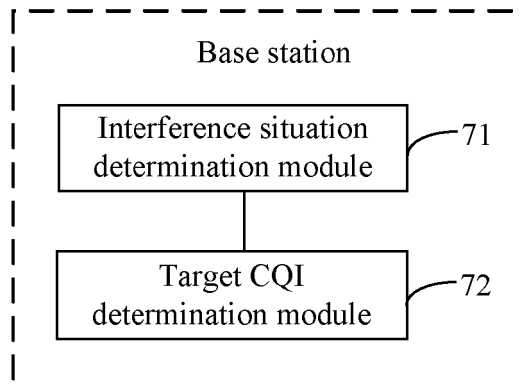 Base station
Interference situation
determination module
71
Target CQI
determination module
72